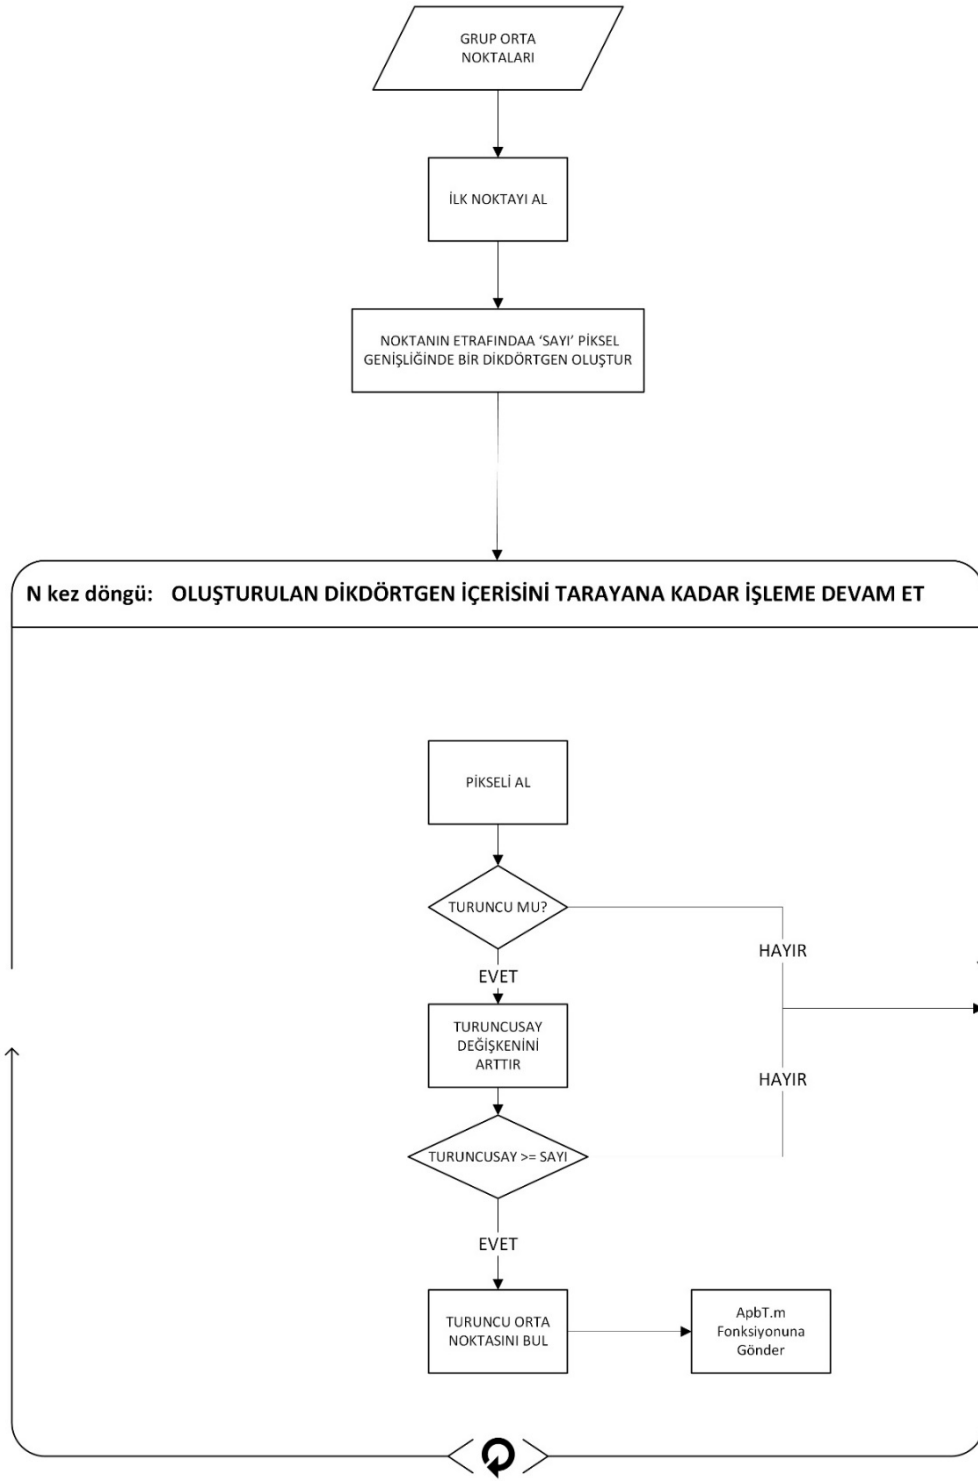 GRUP ORTA
NOKTALARI
İLK NOKTAYI AL
NOKTANIN ETRAFINDAA ‘SAYI’ PİKSEL
GENİŞLİĞİNDE BİR DİKDÖRTGEN OLUŞTUR
N kez döngü: OLUŞTURULAN DİKDÖRTGEN İÇERİSİNİ TARAYANA KADAR İŞLEME DEVAM ET
PİKSELİ AL
TURUNCU MU?
HAYIR
EVET
TURUNCUSAY
DEĞİŞKENİNİ
ARTTIR
HAYIR
TURUNCUSAY >= SAYI
EVET
TURUNCU ORTA
NOKTASINI BUL
ApbT.m
Fonksiyonuna
Gönder